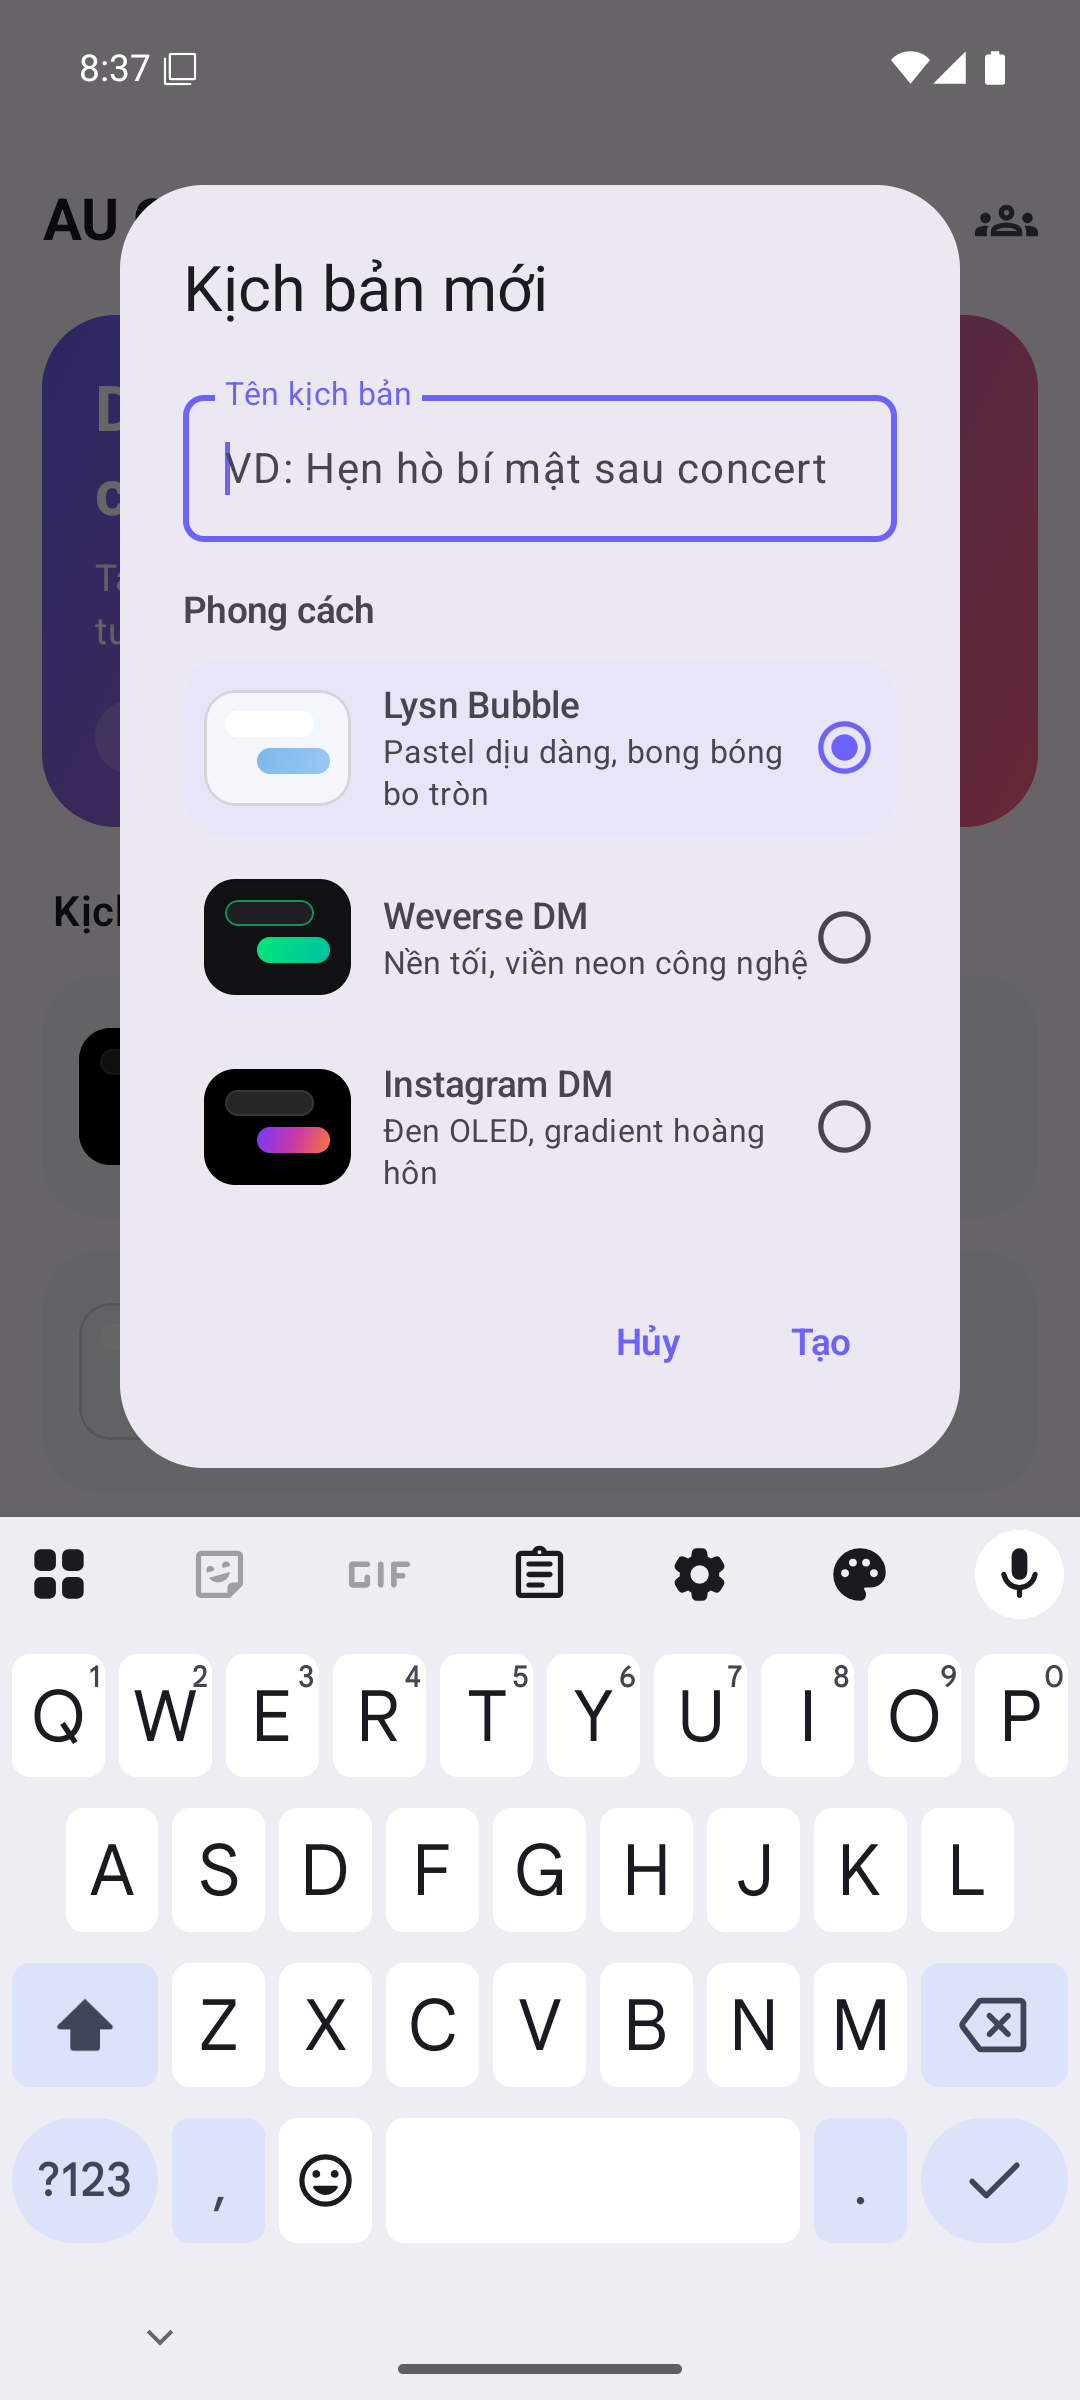 8:37
AU
Kịch bản mới
Tên kịch bản
VD: Hẹn hò bí mật sau concert
Phong cách
Lysn Bubble
Pastel dịu dàng, bong bóng
bo tròn
Weverse DM
Nền tối, viền neon công nghệ
Instagram DM
Đen OLED, gradient hoàng
hôn
Hủy
Tạo
GIF
Q 1 W 2 E 3 R 4 T 5 Y 6 U 7 I 8 O 9 P 0
A S D F G H J K L
Z X C V B N M
?123 , .